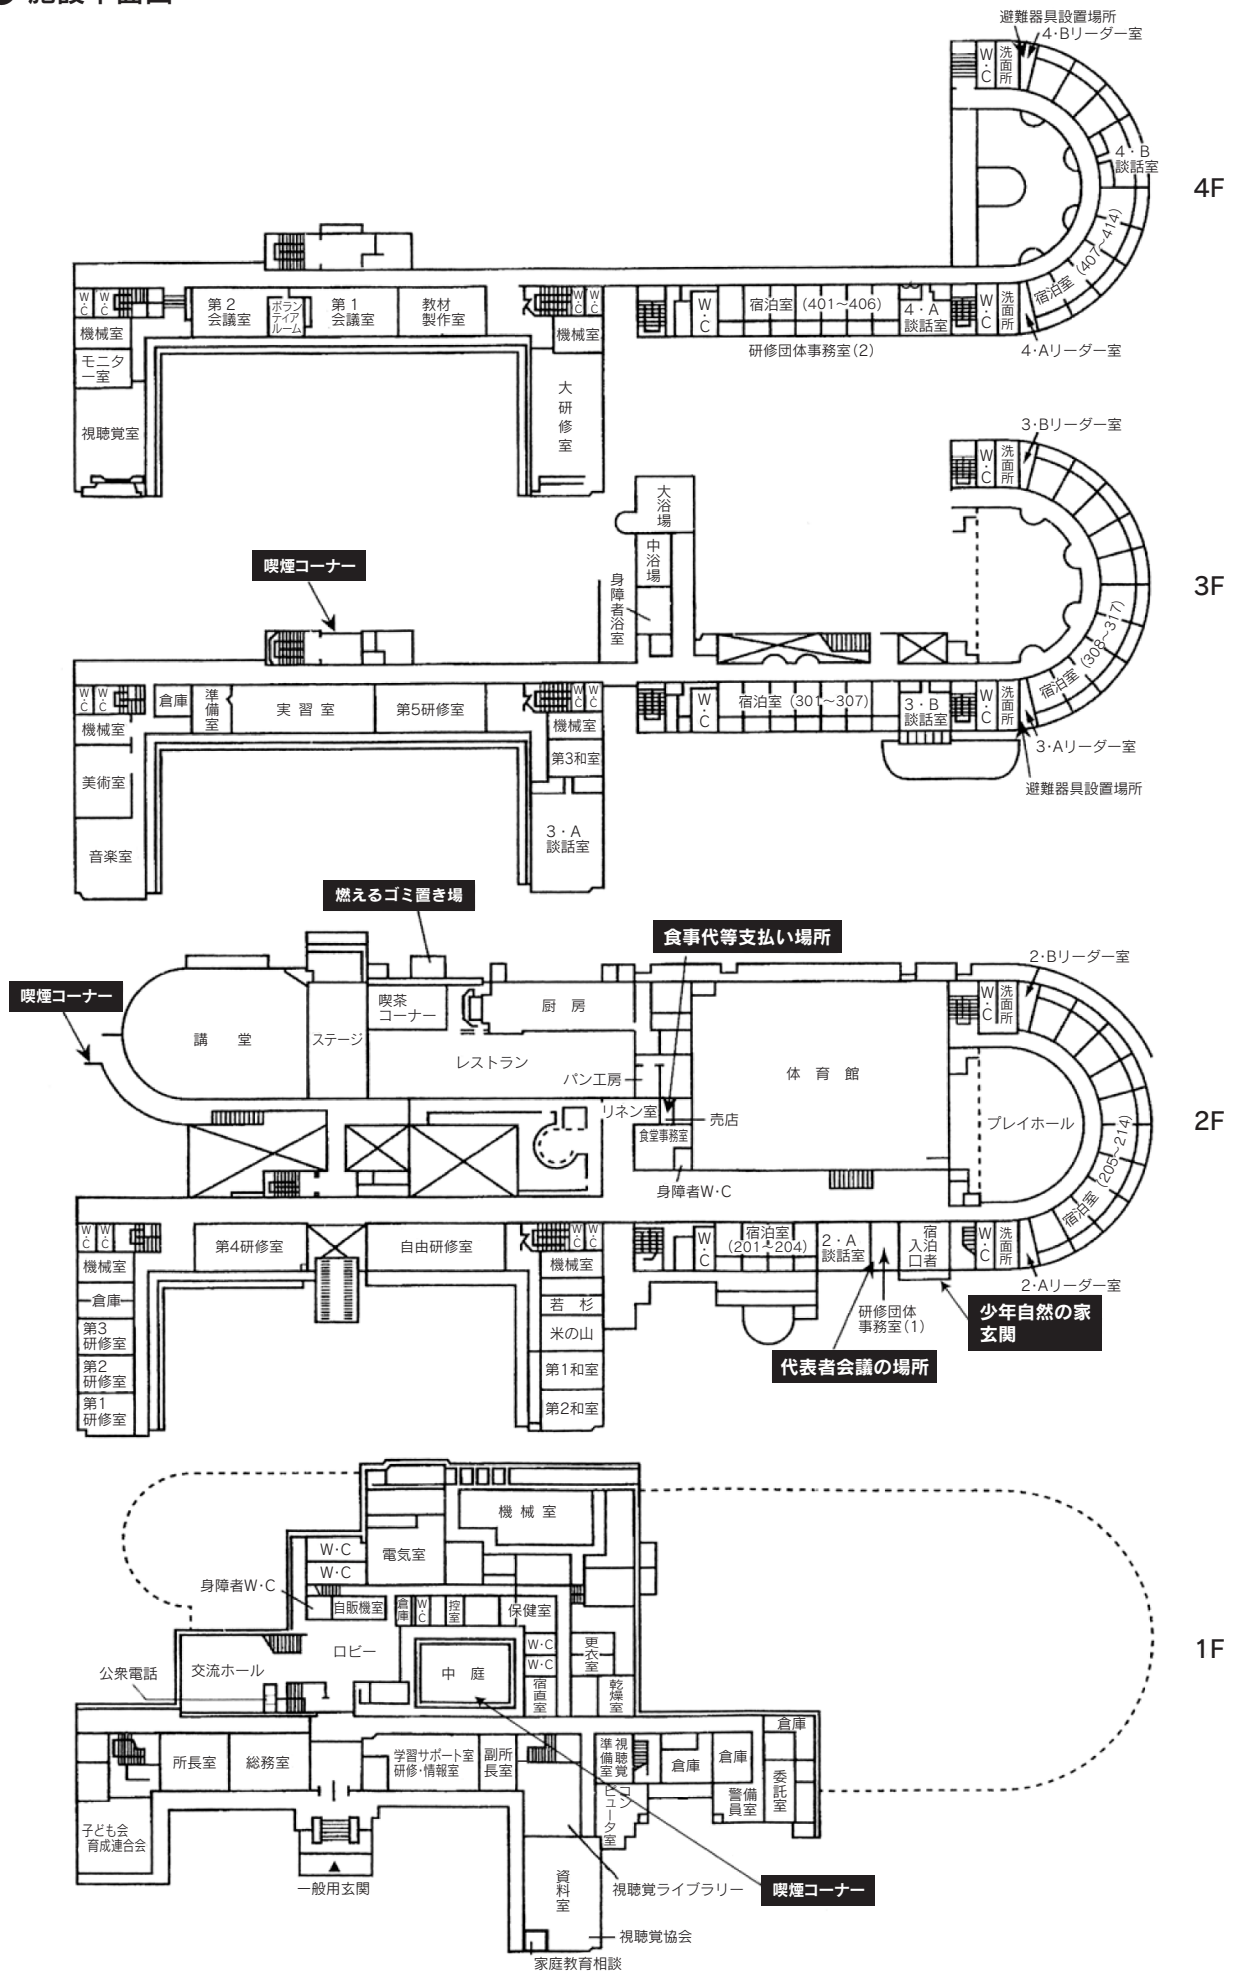 避難器具設置場所
4・Bリーダー室
W・C
洗面所
4・B
談話室
4F
宿泊室 (407〜414)
W・C
W・C
第2
会議室
ボラン
ティア
ルーム
第1
会議室
教材
製作室
W・C
W・C
機械室
機械室
モニタ
ー室
視聴覚室
大研修室
W・C
宿泊室 (401〜406)
4・A
談話室
W・C
洗面所
研修団体事務室(2)
4・Aリーダー室
3・Bリーダー室
W・C
洗面所
大浴場
中浴場
身障者浴室
喫煙コーナー
3F
宿泊室 (308〜317)
W・C
W・C
倉庫
準備室
実習室
第5研修室
W・C
W・C
機械室
機械室
第3和室
美術室
音楽室
3・A
談話室
W・C
宿泊室 (301〜307)
3・B
談話室
W・C
洗面所
3・Aリーダー室
避難器具設置場所
燃えるゴミ置き場
食事代等支払い場所
2・Bリーダー室
喫煙コーナー
講堂
ステージ
喫茶
コーナー
厨房
レストラン
パン工房
リネン室
売店
食堂事務室
身障者W・C
体育館
W・C
洗面所
プレイホール
2F
宿泊室 (205〜214)
W・C
W・C
第4研修室
自由研修室
W・C
W・C
機械室
機械室
倉庫
若杉
第3
研修室
米の山
第2
研修室
第1和室
第1
研修室
第2和室
W・C
宿泊室
(201〜204)
2・A
談話室
宿泊者
入口
W・C
洗面所
2・Aリーダー室
研修団体
事務室(1)
少年自然の家
玄関
代表者会議の場所
機械室
W・C
W・C
電気室
身障者W・C
自販機室
倉庫
W・C
控室
保健室
ロビー
交流ホール
公衆電話
中庭
W・C
W・C
更衣室
宿直室
乾燥室
1F
倉庫
所長室
総務室
学習サポート室
研修・情報室
副所
長室
視聴覚
準備室
倉庫
倉庫
委託室
警備
員室
コン
ピュータ室
子ども会
育成連合会
一般用玄関
資料室
視聴覚ライブラリー
喫煙コーナー
視聴覚協会
家庭教育相談